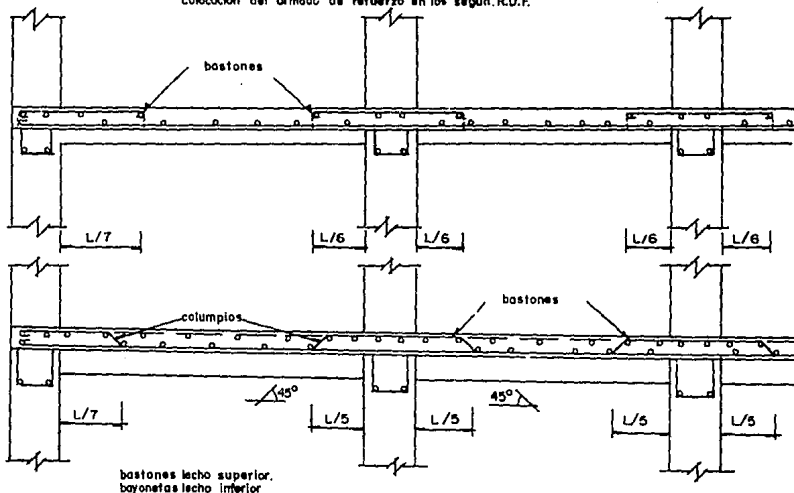 colocación del armado de refuerzo en los según. R.D.F.
bastones
L/7
L/6
L/6
L/6
L/6
columpios
bastones
45°
45°
L/7
L/5
L/5
L/5
L/5
bastones lecho superior,
bayonetas lecho inferior